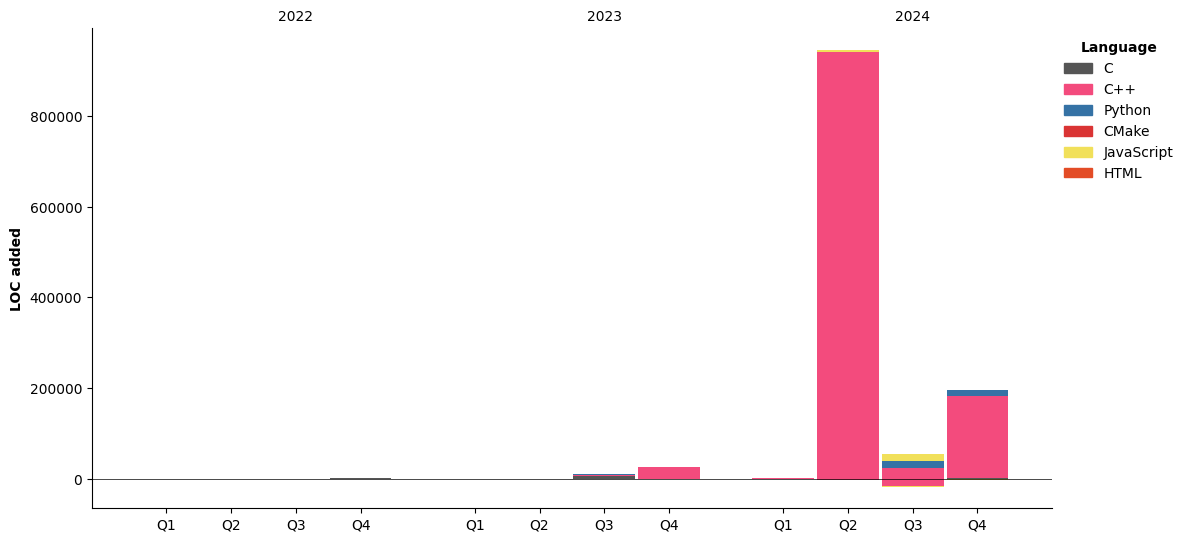 2022 2023 2024
Language
C
C++
Python
CMake
JavaScript
HTML
LOC added
800000
600000
400000
200000
0
Q1 Q2 Q3 Q4 Q1 Q2 Q3 Q4 Q1 Q2 Q3 Q4